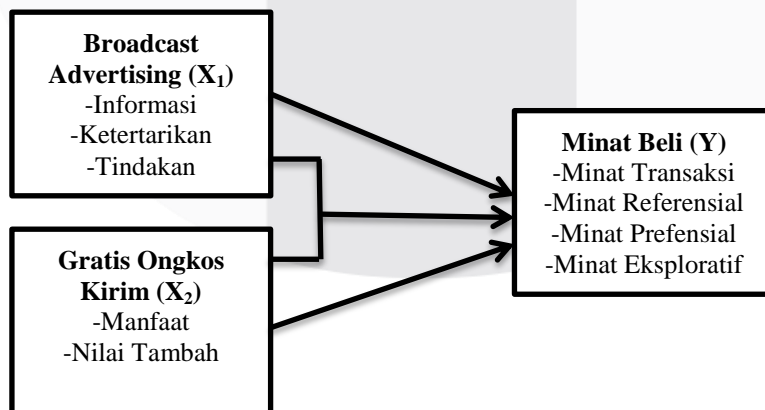 Broadcast
Advertising (X₁)
-Informasi
-Ketertarikan
-Tindakan
Gratis Ongkos
Kirim (X₂)
-Manfaat
-Nilai Tambah
Minat Beli (Y)
-Minat Transaksi
-Minat Referensial
-Minat Prefensial
-Minat Eksploratif